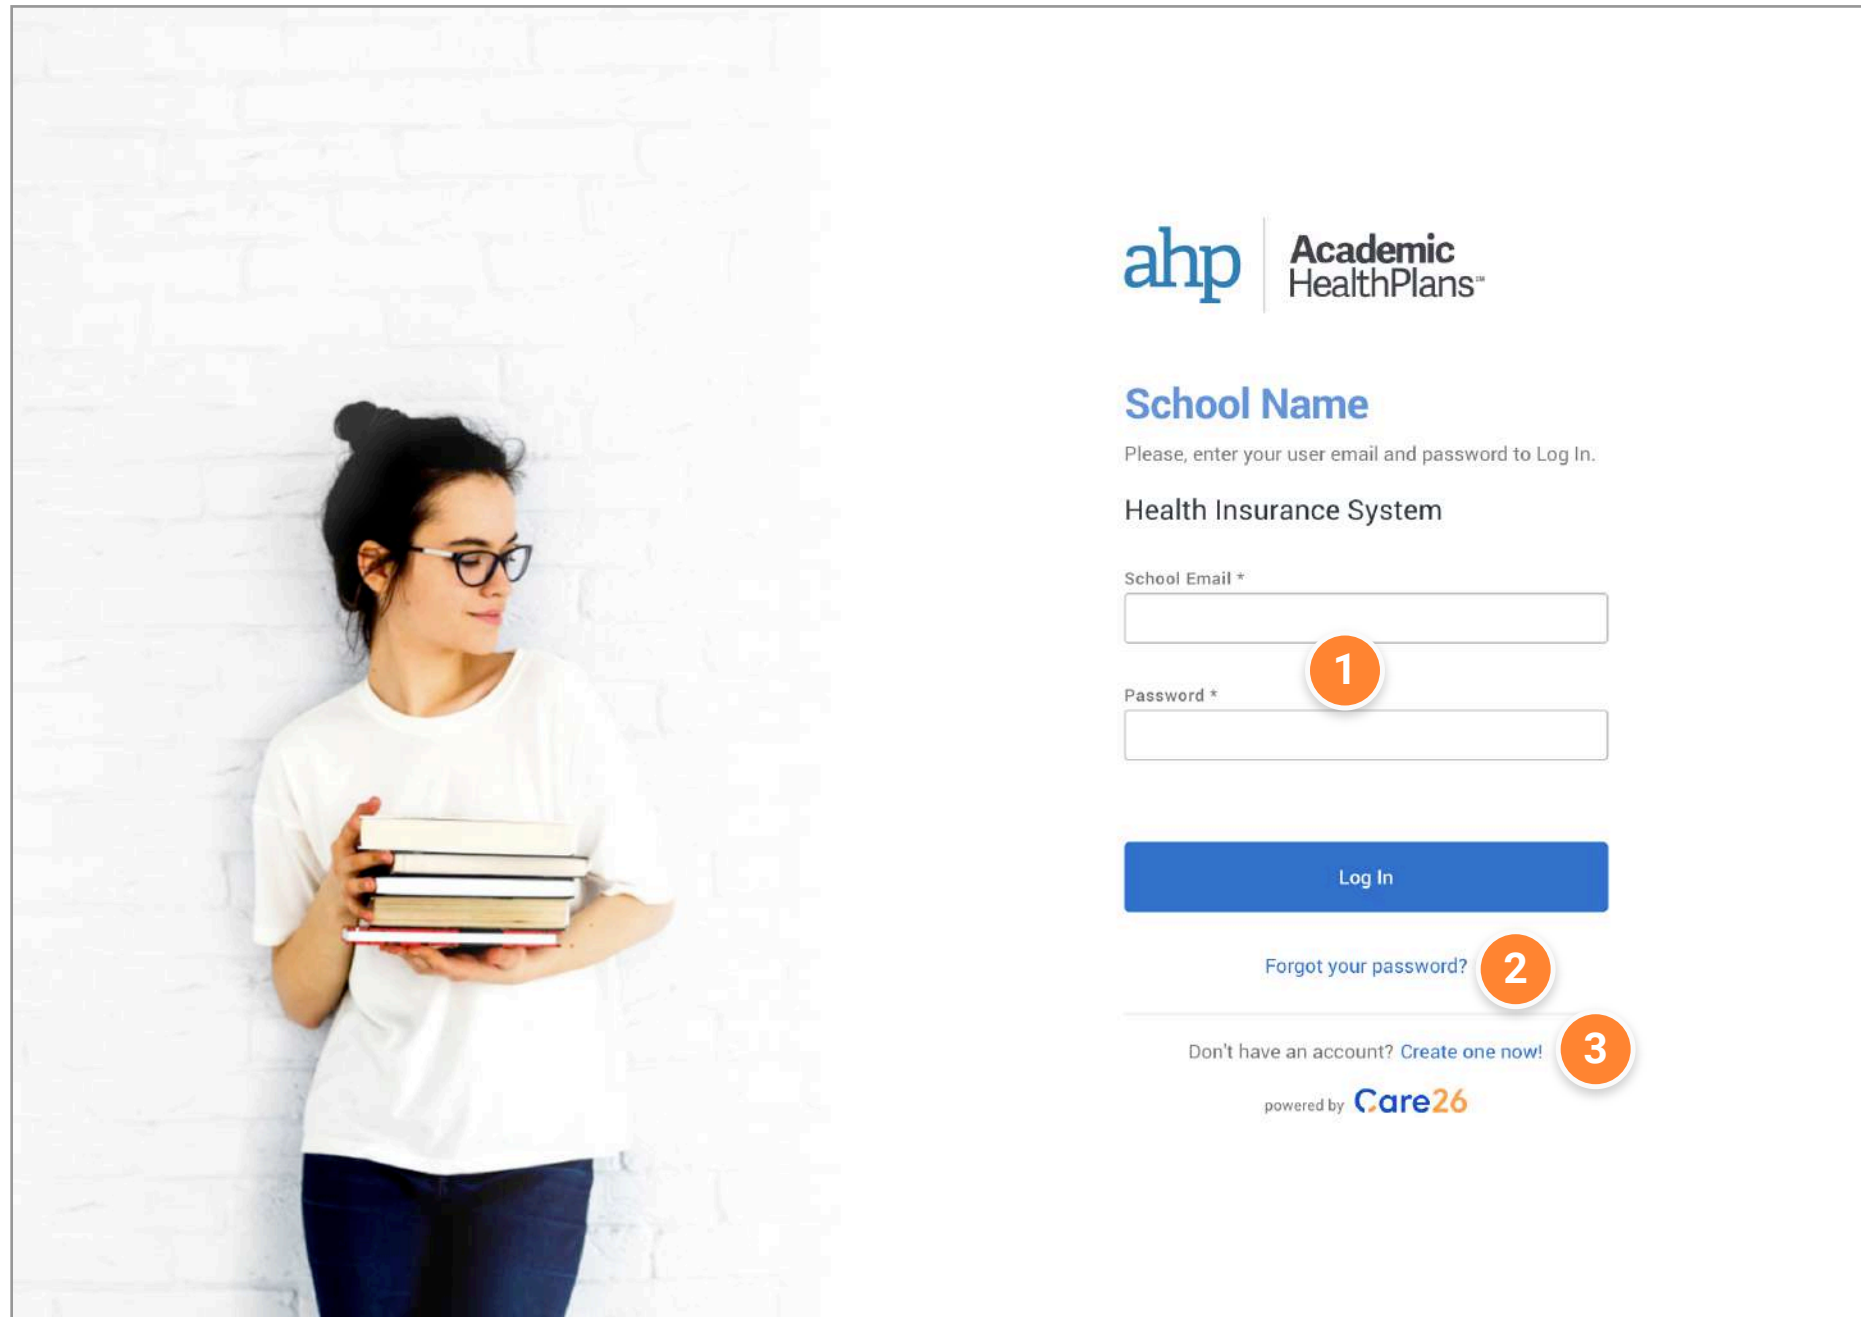 ahp
Academic
HealthPlans℠
School Name
Please, enter your user email and password to Log In.
Health Insurance System
School Email *
1
Password *
Log In
Forgot your password? 2
Don't have an account? Create one now! 3
powered by Care26